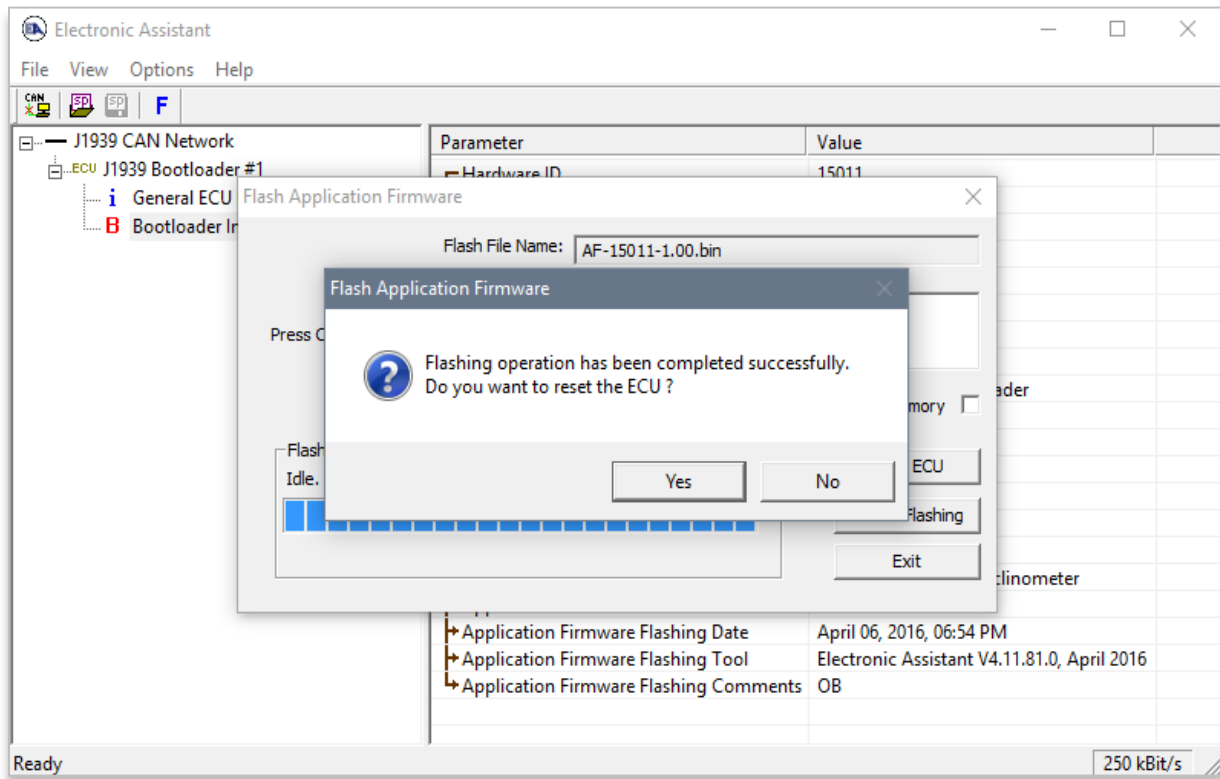 Electronic Assistant
File View Options Help
CAN SP SP F
J1939 CAN Network
ECU J1939 Bootloader #1
i General ECU
B Bootloader
Parameter Value
Hardware ID 15011
Flash Application Firmware
Flash File Name: AF-15011-1.00.bin
Flash Application Firmware
Press
Flashing operation has been completed successfully.
Do you want to reset the ECU ?
Yes No
Flash
Idle.
ECU
Flashing
Exit
Application Firmware Flashing Date April 06, 2016, 06:54 PM
Application Firmware Flashing Tool Electronic Assistant V4.11.81.0, April 2016
Application Firmware Flashing Comments OB
Ready 250 kBit/s